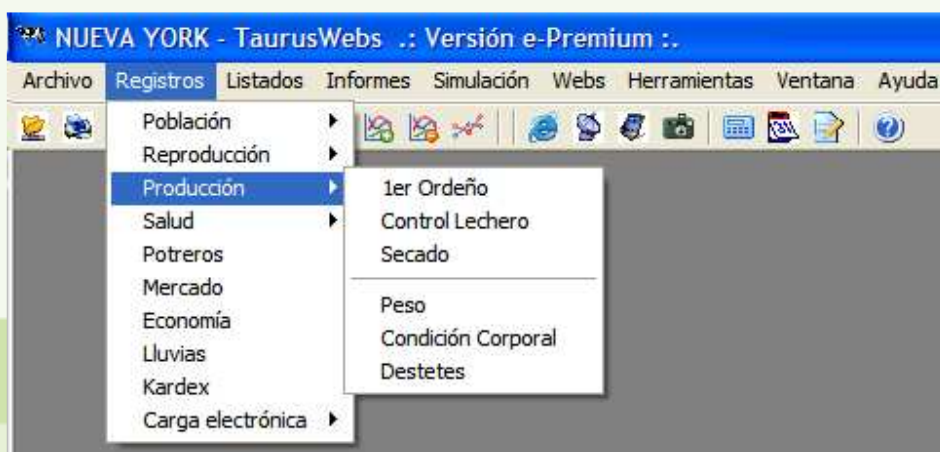 NUEVA YORK - TaurusWebs .: Versión e-Premium :.
Archivo Registros Listados Informes Simulación Webs Herramientas Ventana Ayuda
Población
Reproducción
Producción
Salud
Potreros
Mercado
Economía
Lluvias
Kardex
Carga electrónica
1er Ordeño
Control Lechero
Secado
Peso
Condición Corporal
Destetes